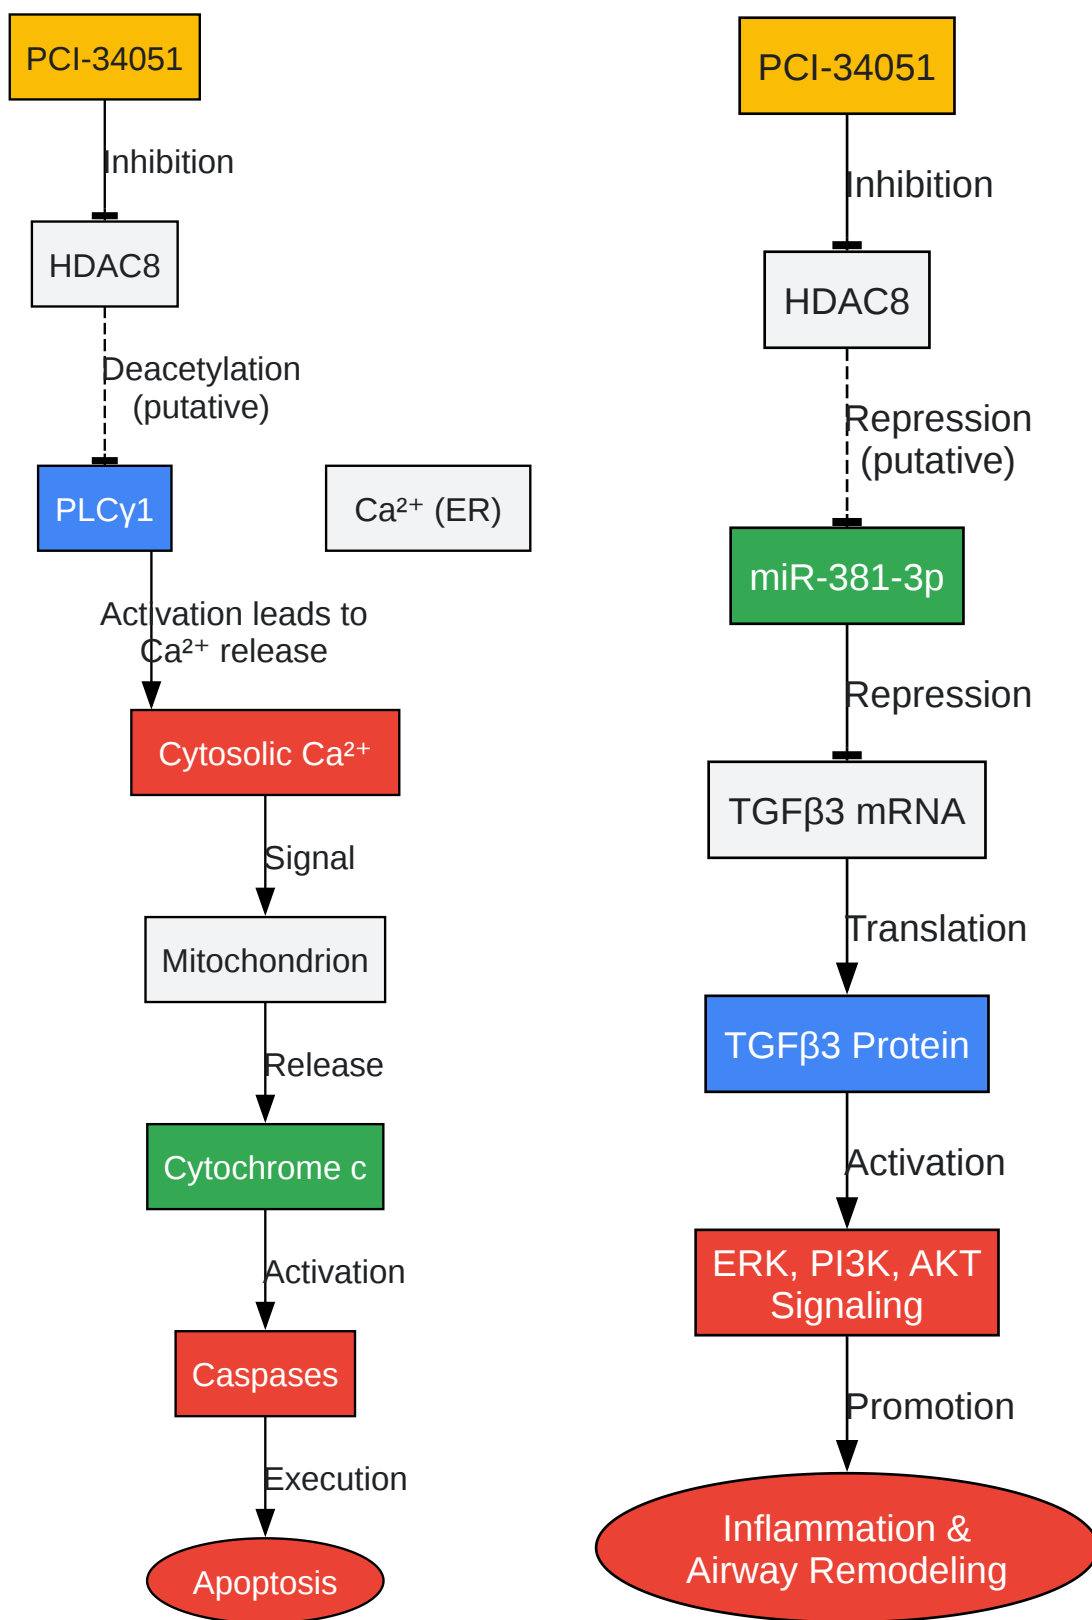 PCI-34051
Inhibition
HDAC8
Deacetylation
(putative)
PLCγ1
Ca²⁺ (ER)
Activation leads to
Ca²⁺ release
Cytosolic Ca²⁺
Signal
Mitochondrion
Release
Cytochrome c
Activation
Caspases
Execution
Apoptosis
PCI-34051
Inhibition
HDAC8
Repression
(putative)
miR-381-3p
Repression
TGFβ3 mRNA
Translation
TGFβ3 Protein
Activation
ERK, PI3K, AKT
Signaling
Promotion
Inflammation &
Airway Remodeling